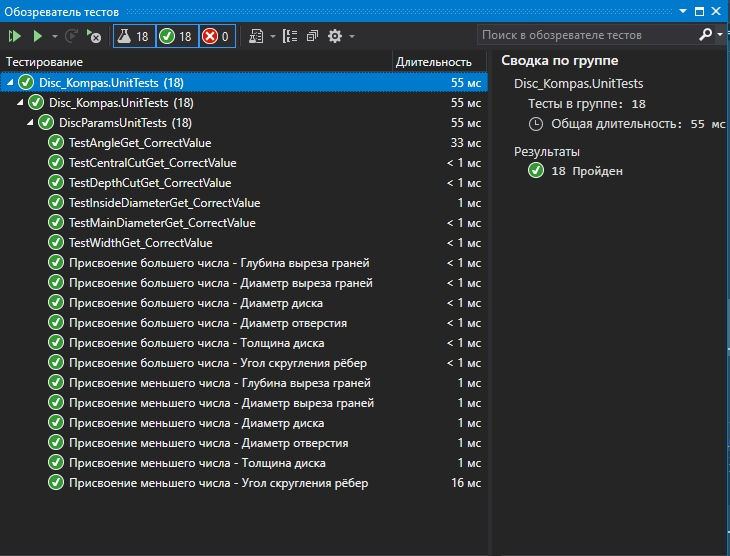 Обозреватель тестов
18 18 0
Поиск в обозревателе тестов
Тестирование Длительность
Disc_Kompas.UnitTests (18) 55 мс
Disc_Kompas.UnitTests (18) 55 мс
DiscParamsUnitTests (18) 55 мс
TestAngleGet_CorrectValue 33 мс
TestCentralCutGet_CorrectValue < 1 мс
TestDepthCutGet_CorrectValue < 1 мс
TestInsideDiameterGet_CorrectValue 1 мс
TestMainDiameterGet_CorrectValue < 1 мс
TestWidthGet_CorrectValue < 1 мс
Присвоение большего числа - Глубина выреза граней < 1 мс
Присвоение большего числа - Диаметр выреза граней < 1 мс
Присвоение большего числа - Диаметр диска < 1 мс
Присвоение большего числа - Диаметр отверстия < 1 мс
Присвоение большего числа - Толщина диска < 1 мс
Присвоение большего числа - Угол скругления рёбер < 1 мс
Присвоение меньшего числа - Глубина выреза граней 1 мс
Присвоение меньшего числа - Диаметр выреза граней 1 мс
Присвоение меньшего числа - Диаметр диска 1 мс
Присвоение меньшего числа - Диаметр отверстия 1 мс
Присвоение меньшего числа - Толщина диска 1 мс
Присвоение меньшего числа - Угол скругления рёбер 16 мс
Сводка по группе
Disc_Kompas.UnitTests
Тесты в группе: 18
Общая длительность: 55 мс
Результаты
18 Пройден